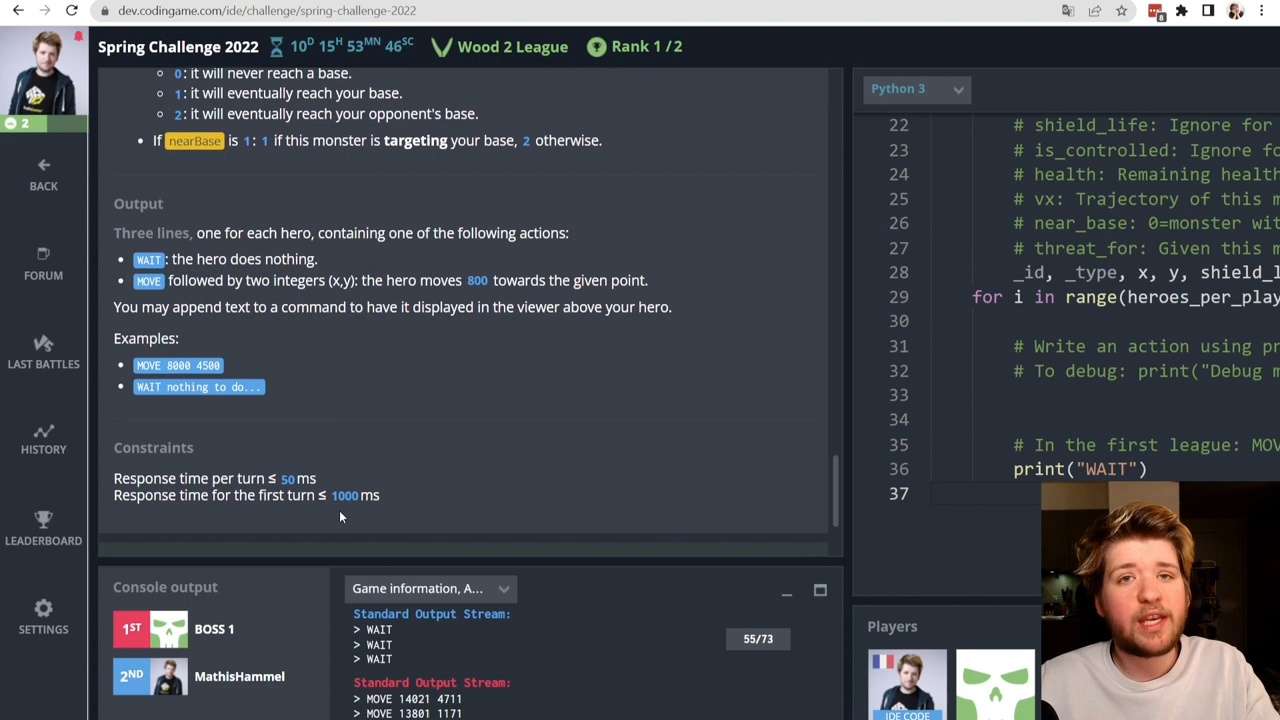 dev.codingame.com/ide/challenge/spring-challenge-2022
8
Spring Challenge 2022
10D 15H 53MN 46SC
Wood 2 League
Rank 1 / 2
2
BACK
FORUM
LAST BATTLES
HISTORY
LEADERBOARD
SETTINGS
0: it will never reach a base.
1: it will eventually reach your base.
2: it will eventually reach your opponent's base.
If nearBase is 1: 1 if this monster is targeting your base, 2 otherwise.
Output
Three lines, one for each hero, containing one of the following actions:
WAIT: the hero does nothing.
MOVE followed by two integers (x,y): the hero moves 800 towards the given point.
You may append text to a command to have it displayed in the viewer above your hero.
Examples:
MOVE 8000 4500
WAIT nothing to do...
Constraints
Response time per turn ≤ 50 ms
Response time for the first turn ≤ 1000 ms
Python 3
22 # shield_life: Ignore for
23 # is_controlled: Ignore fo
24 # health: Remaining health
25 # vx: Trajectory of this m
26 # near_base: 0=monster wit
27 # threat_for: Given this m
28 _id, _type, x, y, shield_l
29 for i in range(heroes_per_play
30
31 # Write an action using pr
32 # To debug: print("Debug m
33
34
35 # In the first league: MOV
36 print("WAIT")
37
Console output
1ST BOSS 1
2ND MathisHammel
Game information, A...
Standard Output Stream:
> WAIT
> WAIT
> WAIT
Standard Output Stream:
> MOVE 14021 4711
> MOVE 13801 1171
55/73
Players
IDE CODE